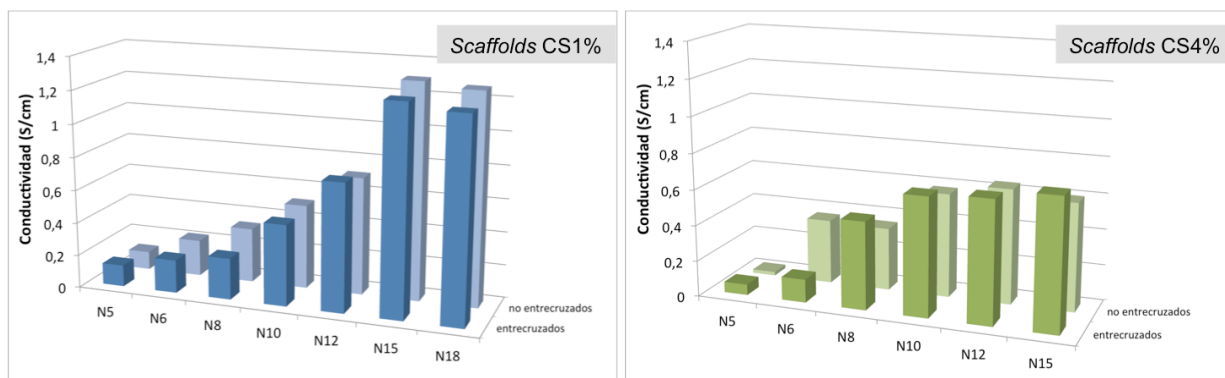 Scaffolds CS1%
Conductividad (S/cm)
1,4
1,2
1
0,8
0,6
0,4
0,2
0
N5
N6
N8
N10
N12
N15
N18
no entrecruzados
entrecruzados
Scaffolds CS4%
Conductividad (S/cm)
1,4
1,2
1
0,8
0,6
0,4
0,2
0
N5
N6
N8
N10
N12
N15
no entrecruzados
entrecruzados